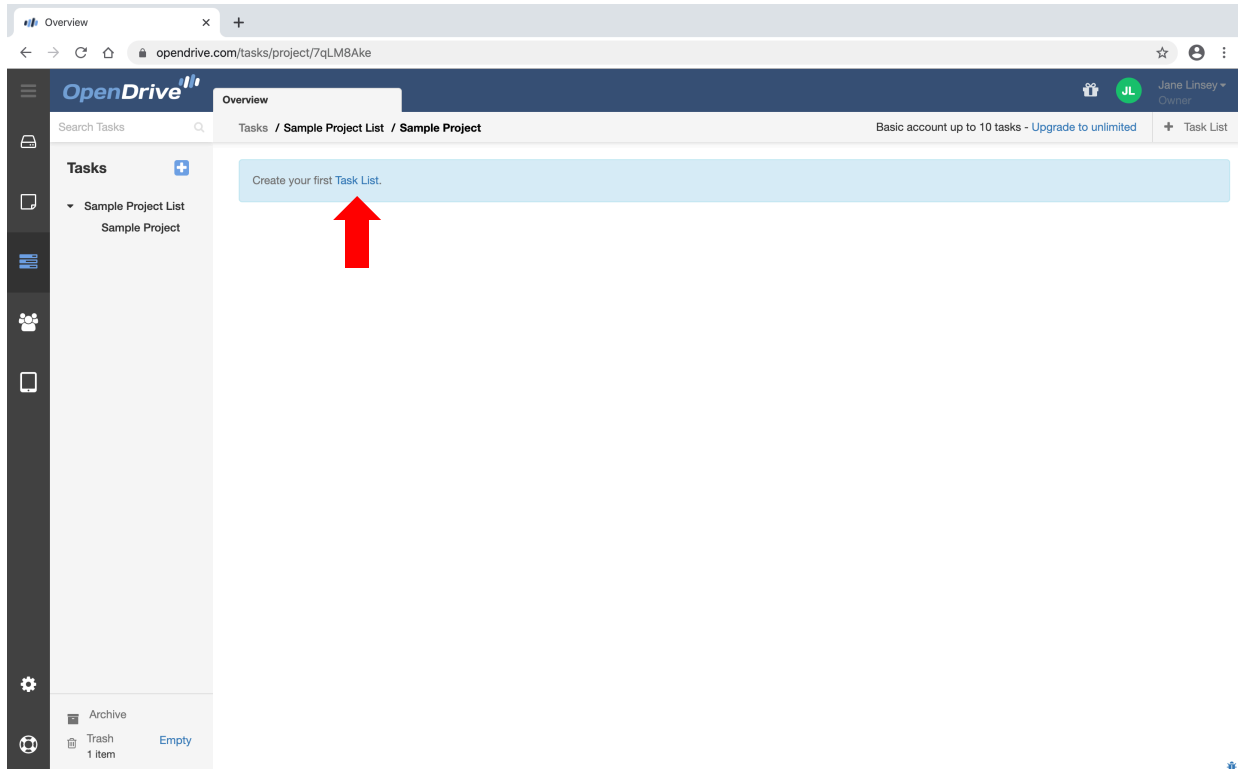 Overview
opendrive.com/tasks/project/7qLM8Ake
OpenDrive
Overview
JL
Jane Linsey
Owner
Search Tasks
Tasks / Sample Project List / Sample Project
Basic account up to 10 tasks - Upgrade to unlimited
+ Task List
Tasks
Create your first Task List.
Sample Project List
Sample Project
Archive
Trash
Empty
1 item